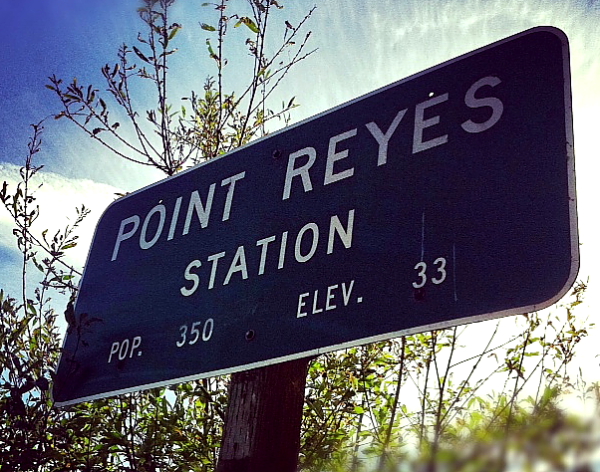 POINT REYES
STATION
POP. 350 ELEV. 33